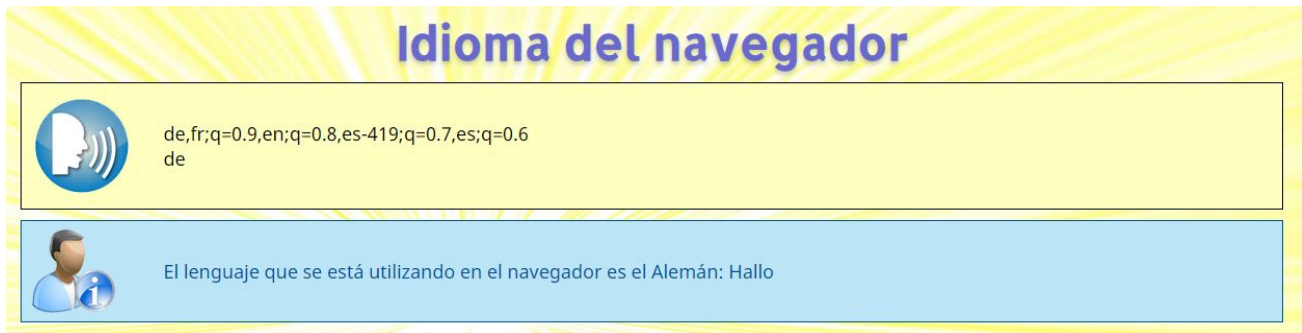 Idioma del navegador
de,fr;q=0.9,en;q=0.8,es-419;q=0.7,es;q=0.6
de
El lenguaje que se está utilizando en el navegador es el Alemán: Hallo